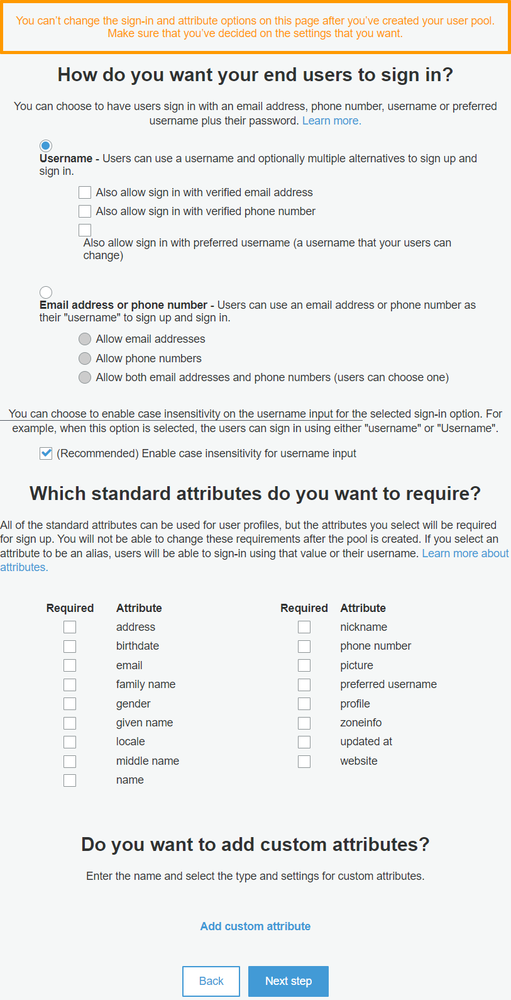 You can’t change the sign-in and attribute options on this page after you’ve created your user pool.
Make sure that you’ve decided on the settings that you want.
How do you want your end users to sign in?
You can choose to have users sign in with an email address, phone number, username or preferred
username plus their password. Learn more.
Username - Users can use a username and optionally multiple alternatives to sign up and
sign in.
Also allow sign in with verified email address
Also allow sign in with verified phone number
Also allow sign in with preferred username (a username that your users can
change)
Email address or phone number - Users can use an email address or phone number as
their "username" to sign up and sign in.
Allow email addresses
Allow phone numbers
Allow both email addresses and phone numbers (users can choose one)
You can choose to enable case insensitivity on the username input for the selected sign-in option. For
example, when this option is selected, the users can sign in using either "username" or "Username".
(Recommended) Enable case insensitivity for username input
Which standard attributes do you want to require?
All of the standard attributes can be used for user profiles, but the attributes you select will be required
for sign up. You will not be able to change these requirements after the pool is created. If you select an
attribute to be an alias, users will be able to sign-in using that value or their username. Learn more about
attributes.
Required Attribute Required Attribute
address nickname
birthdate phone number
email picture
family name preferred username
gender profile
given name zoneinfo
locale updated at
middle name website
name
Do you want to add custom attributes?
Enter the name and select the type and settings for custom attributes.
Add custom attribute
Back Next step